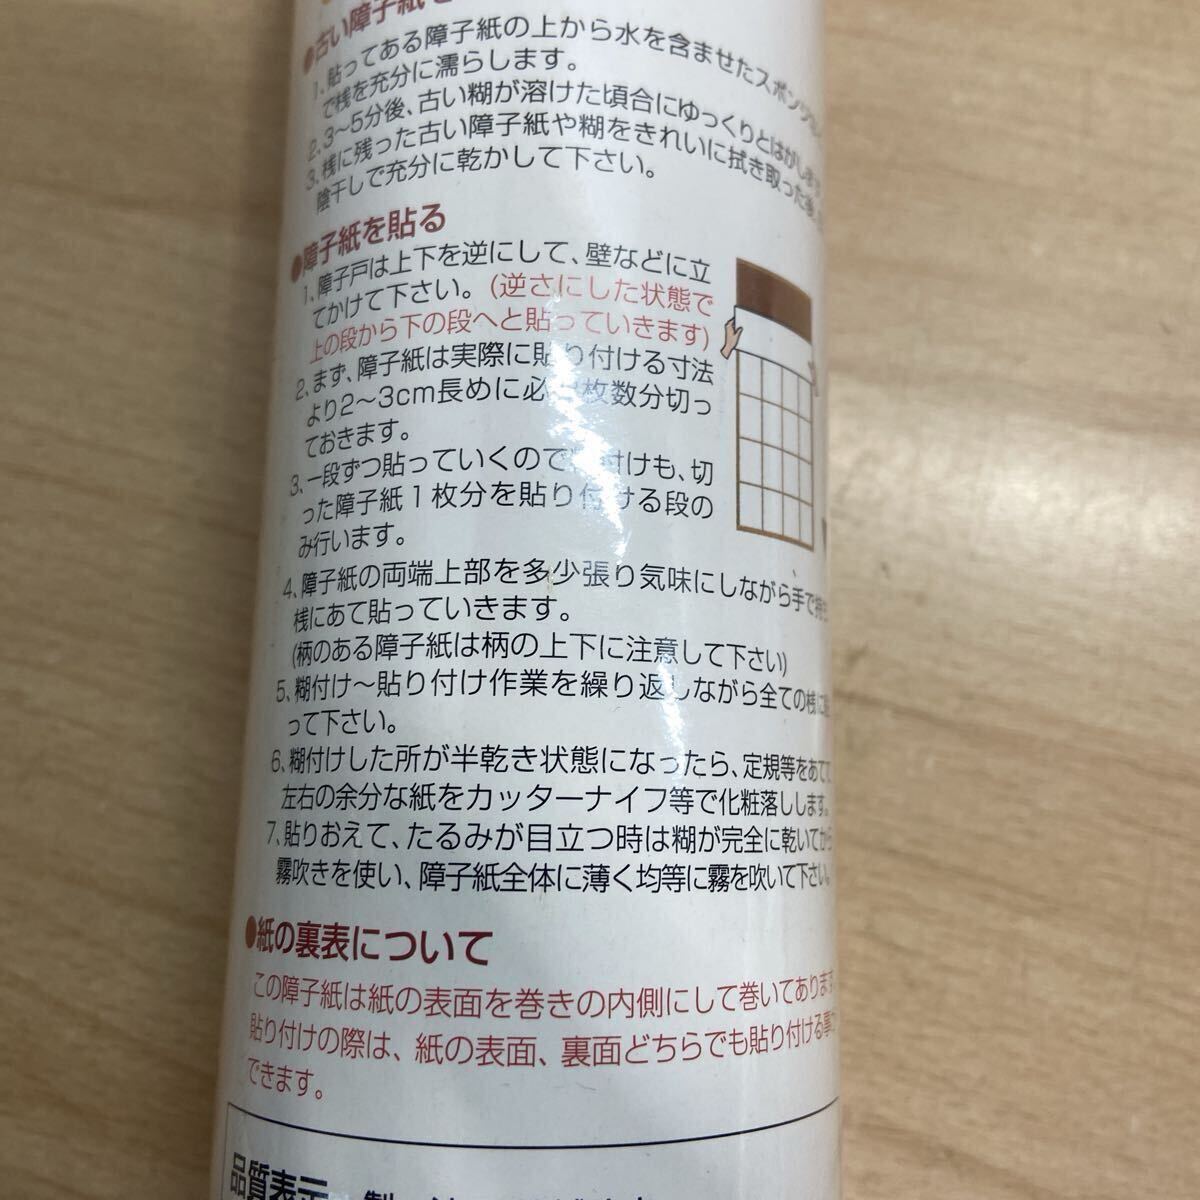 ●古い障子紙を
1、貼ってある障子紙の上から水を含ませたスポンジ
で桟を充分に濡らします。
2、3～5分後、古い糊が溶けた頃合にゆっくりとはがします
3、桟に残った古い障子紙や糊をきれいに拭き取った後、
陰干しで充分に乾かして下さい。
●障子紙を貼る
1、障子戸は上下を逆にして、壁などに立
てかけて下さい。(逆さにした状態で
上の段から下の段へと貼っていきます)
2、まず、障子紙は実際に貼り付ける寸法
より2～3cm長めに必 枚数分切っ
ておきます。
3、一段ずつ貼っていくので 付けも、切
った障子紙1枚分を貼り付ける段の
み行います。
4、障子紙の両端上部を多少張り気味にしながら手で持ち
桟にあて貼っていきます。
(柄のある障子紙は柄の上下に注意して下さい)
5、糊付け～貼り付け作業を繰り返しながら全ての桟に
って下さい。
6、糊付けした所が半乾き状態になったら、定規等をあてて
左右の余分な紙をカッターナイフ等で化粧落しします。
7、貼りおえて、たるみが目立つ時は糊が完全に乾いてから
霧吹きを使い、障子紙全体に薄く均等に霧を吹いて下さい。
●紙の裏表について
この障子紙は紙の表面を巻きの内側にして巻いてあります
貼り付けの際は、紙の表面、裏面どちらでも貼り付ける事が
できます。
品質表示